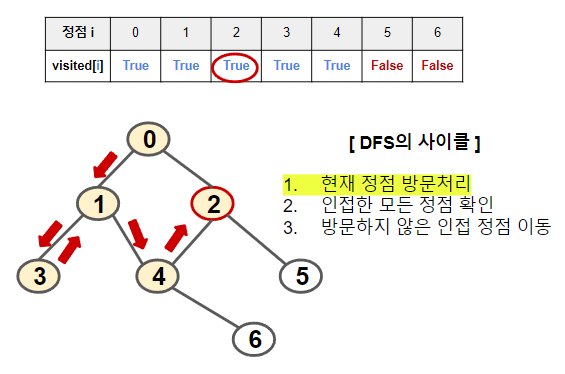 정점 i 0 1 2 3 4 5 6
visited[i] True True True True True False False
[ DFS의 사이클 ]
1. 현재 정점 방문처리
2. 인접한 모든 정점 확인
3. 방문하지 않은 인접 정점 이동
0
1
2
3
4
5
6